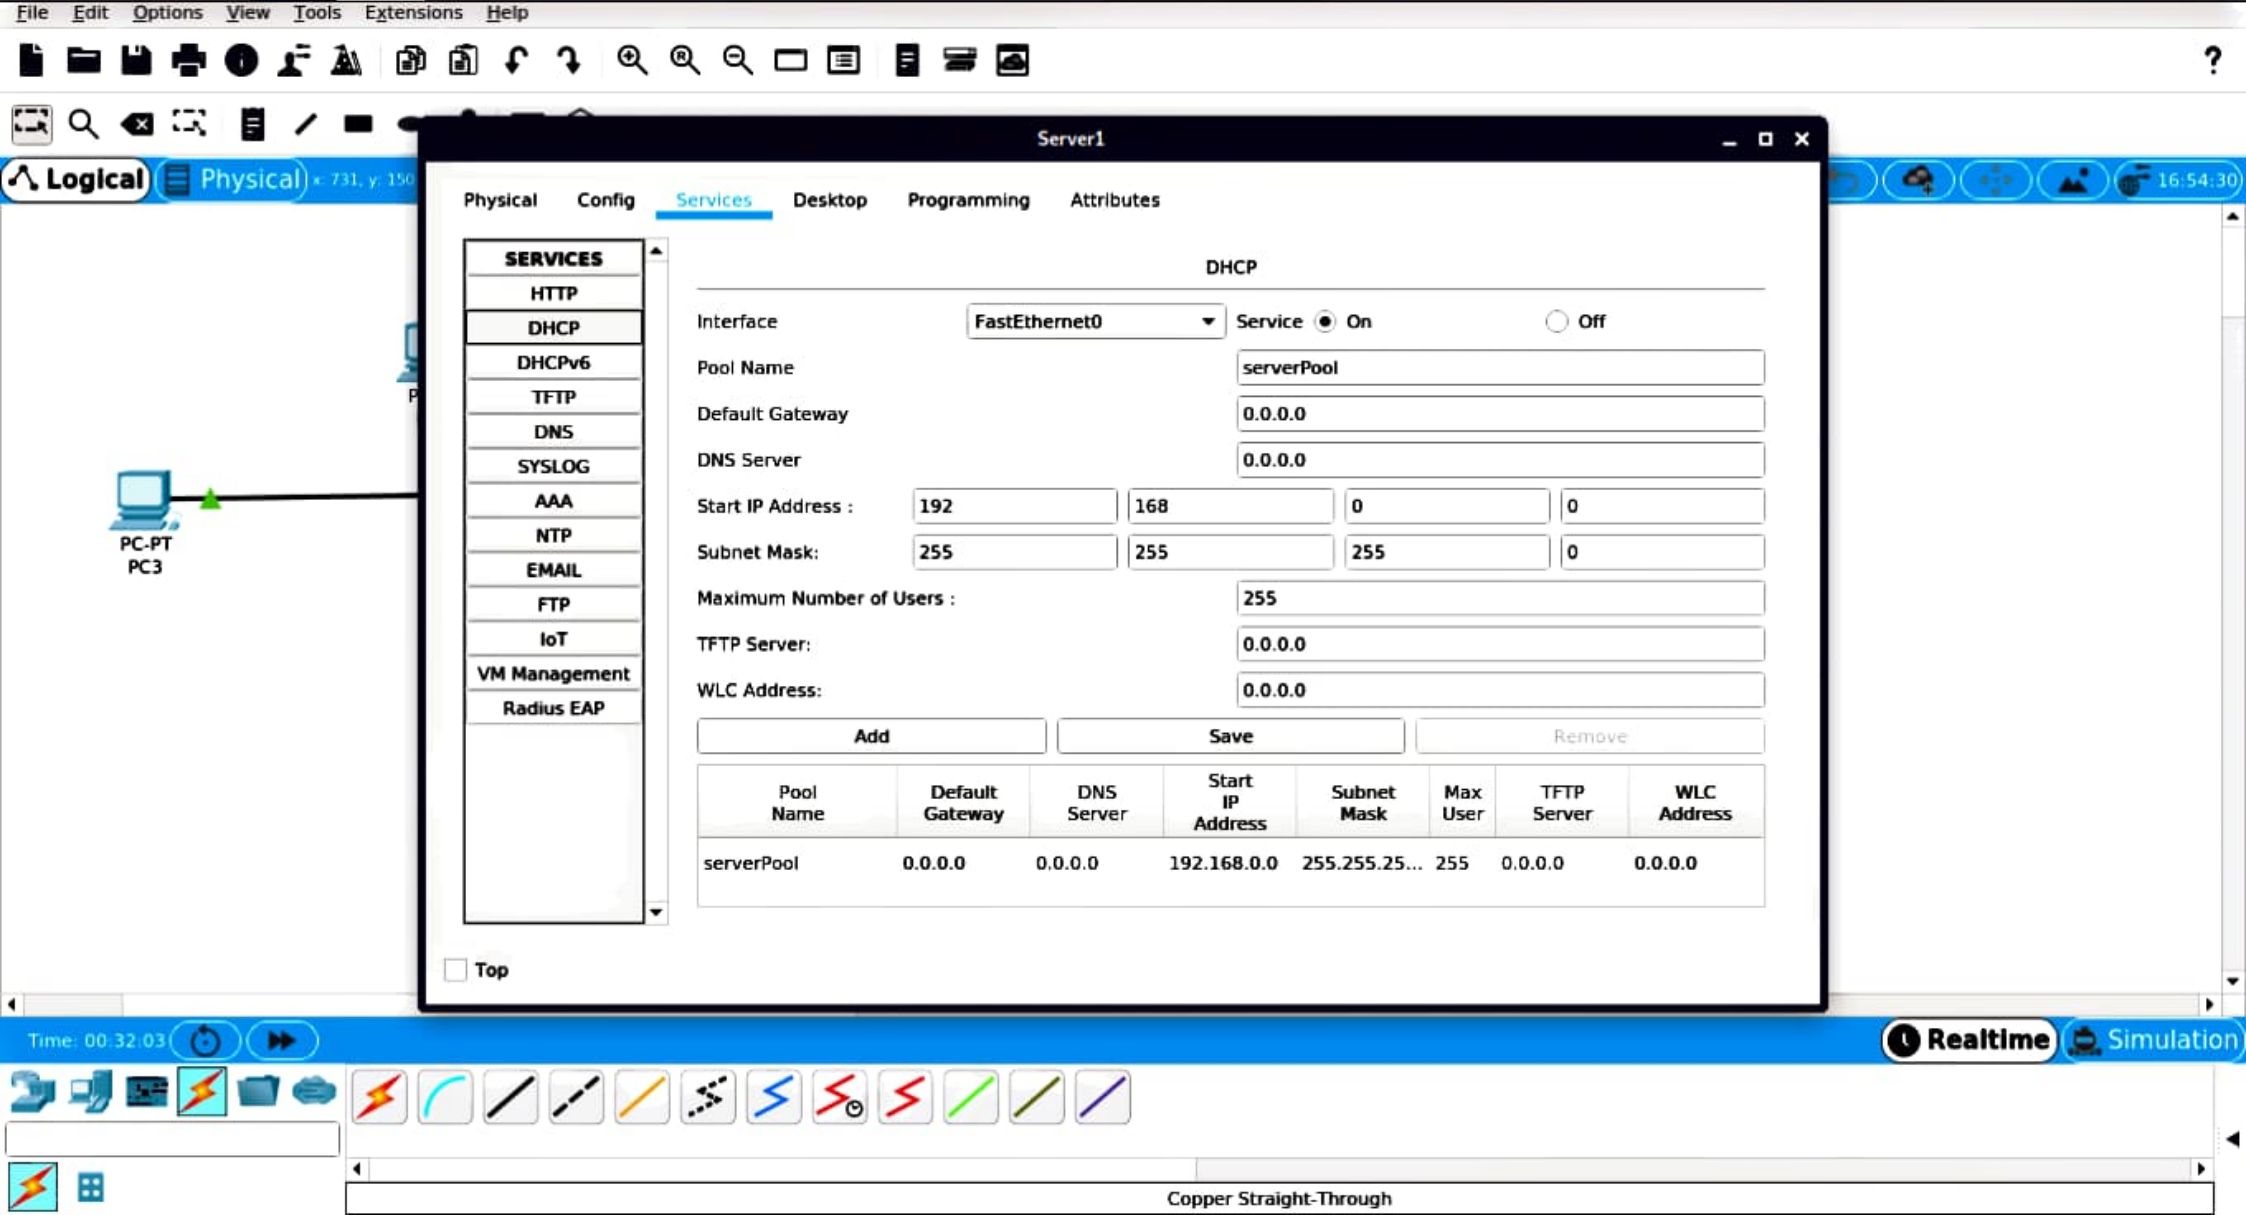 File Edit Options View Tools Extensions Help
?
Server1
Logical Physical x: 731, y: 150
16:54:30
Physical Config Services Desktop Programming Attributes
SERVICES
HTTP
DHCP
DHCPv6
TFTP
DNS
SYSLOG
AAA
NTP
EMAIL
FTP
IoT
VM Management
Radius EAP
DHCP
Interface FastEthernet0 Service On Off
Pool Name serverPool
Default Gateway 0.0.0.0
DNS Server 0.0.0.0
Start IP Address : 192 168 0 0
Subnet Mask: 255 255 255 0
Maximum Number of Users : 255
TFTP Server: 0.0.0.0
WLC Address: 0.0.0.0
Add Save Remove
Pool Name Default Gateway DNS Server Start IP Address Subnet Mask Max User TFTP Server WLC Address
serverPool 0.0.0.0 0.0.0.0 192.168.0.0 255.255.25... 255 0.0.0.0 0.0.0.0
Top
P
PC-PT
PC3
Time: 00:32:03
Realtime Simulation
Copper Straight-Through